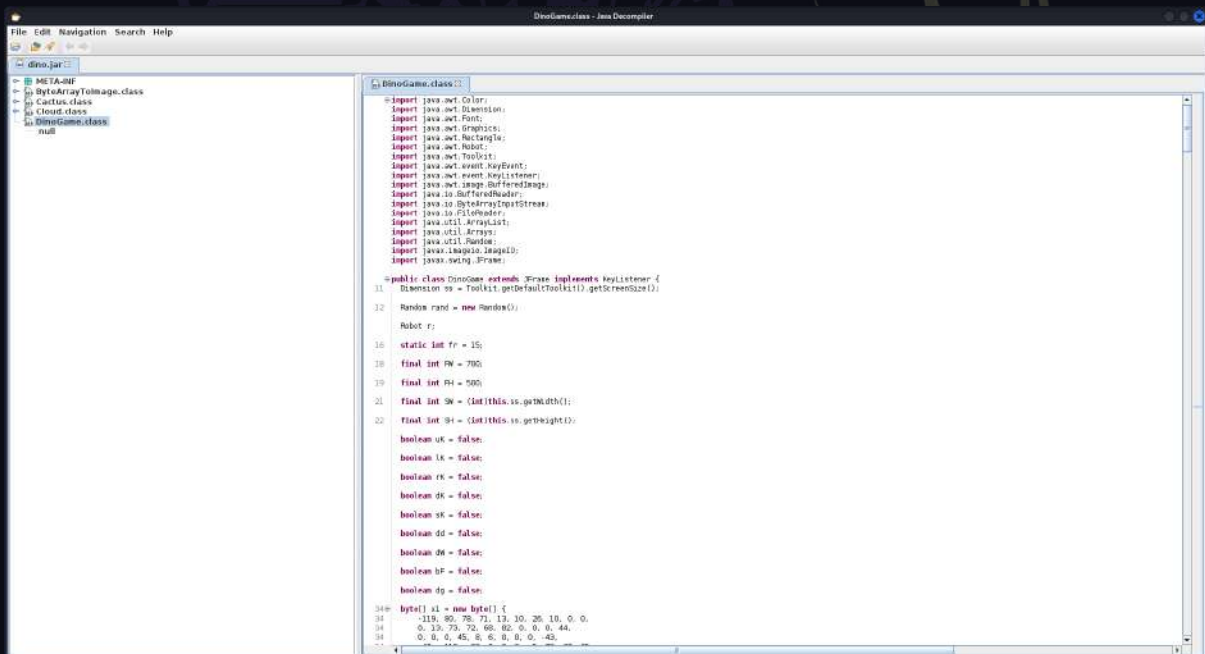 DinoGame.class - Java Decompiler
File Edit Navigation Search Help
dino.jar
META-INF
ByteArrayToImage.class
Cactus.class
Cloud.class
DinoGame.class
null
DinoGame.class
import java.awt.Color;
import java.awt.Dimension;
import java.awt.Font;
import java.awt.Graphics;
import java.awt.Rectangle;
import java.awt.Robot;
import java.awt.Toolkit;
import java.awt.event.KeyEvent;
import java.awt.event.KeyListener;
import java.awt.image.BufferedImage;
import java.io.BufferedReader;
import java.io.ByteArrayInputStream;
import java.io.FileReader;
import java.util.ArrayList;
import java.util.Arrays;
import java.util.Random;
import javax.imageio.ImageIO;
import javax.swing.JFrame;
public class DinoGame extends JFrame implements KeyListener {
11 Dimension ss = Toolkit.getDefaultToolkit().getScreenSize();
12 Random rand = new Random();
Robot r;
16 static int fr = 15;
18 final int FW = 700;
19 final int FH = 500;
21 final int SW = (int)this.ss.getWidth();
22 final int SH = (int)this.ss.getHeight();
boolean uK = false;
boolean lK = false;
boolean rK = false;
boolean dK = false;
boolean sK = false;
boolean dd = false;
boolean dW = false;
boolean bF = false;
boolean dg = false;
34 byte[] x1 = new byte[] {
34 -119, 80, 78, 71, 13, 10, 26, 10, 0, 0,
34 0, 13, 73, 72, 68, 82, 0, 0, 0, 44,
34 0, 0, 0, 45, 8, 6, 0, 0, 0, -43,